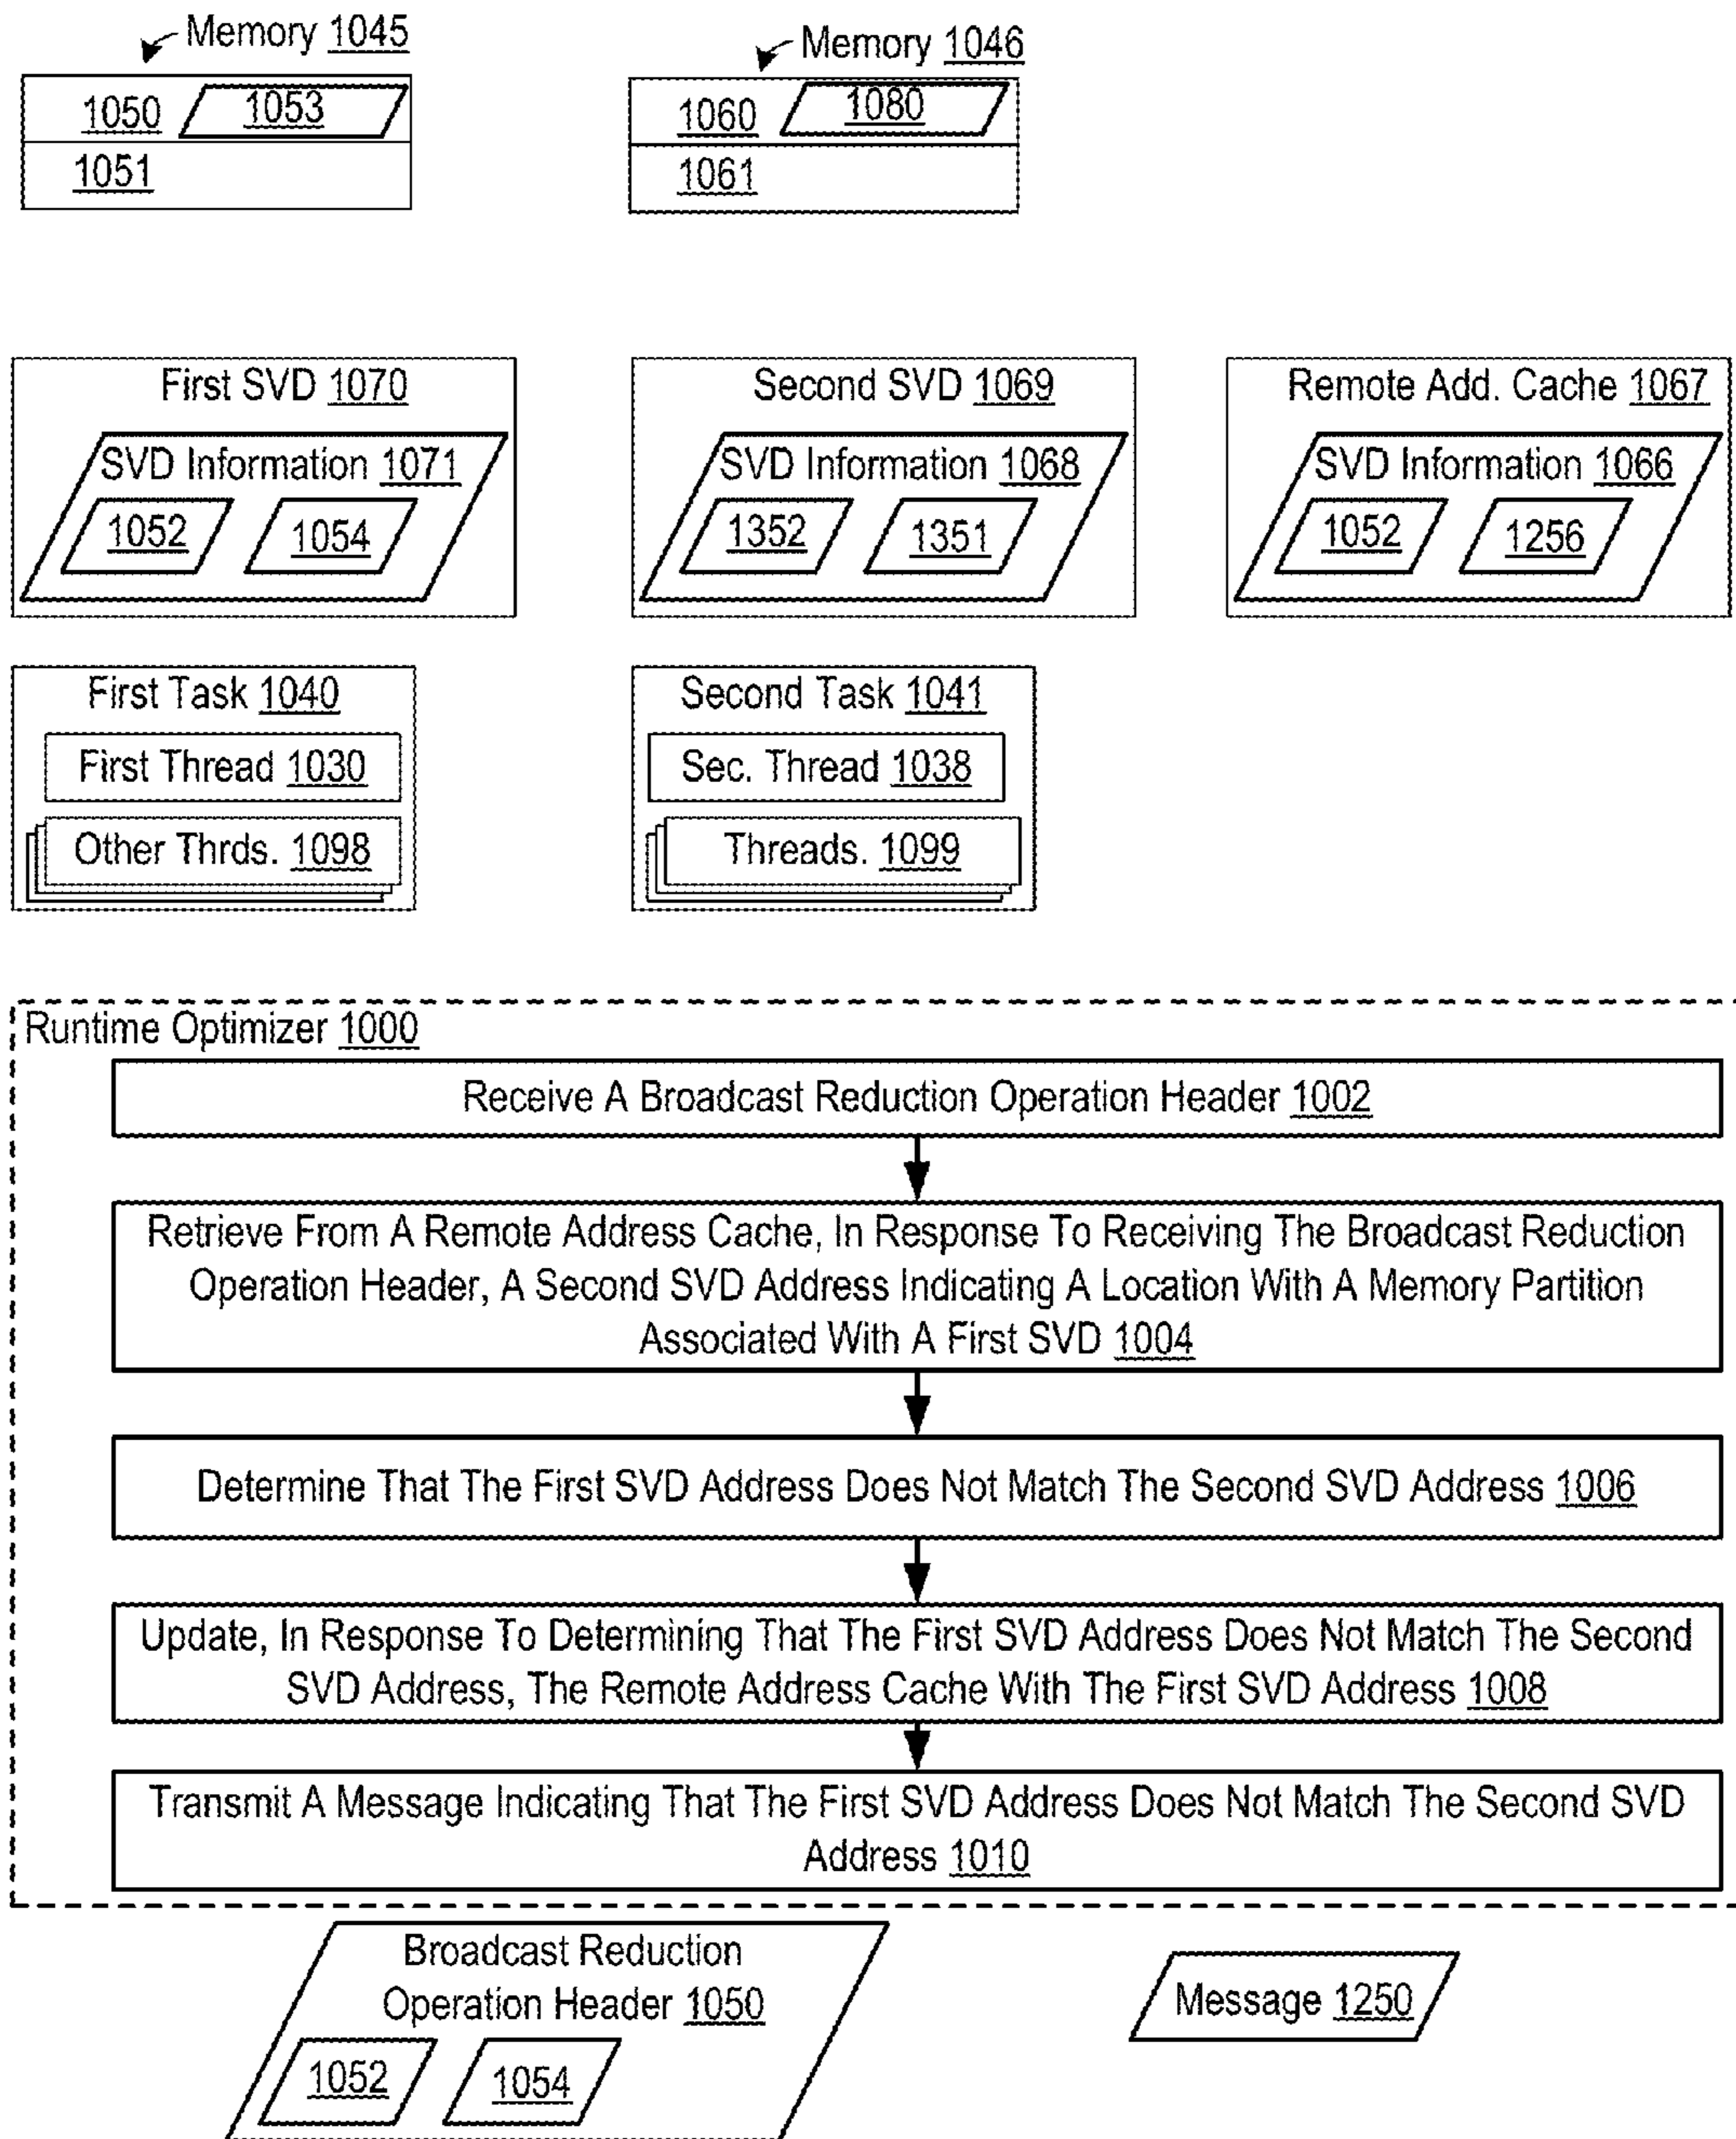 Memory 1045
Memory 1046
1050
1053
1051
1060
1080
1061
First SVD 1070
SVD Information 1071
1052
1054
Second SVD 1069
SVD Information 1068
1352
1351
Remote Add. Cache 1067
SVD Information 1066
1052
1256
First Task 1040
First Thread 1030
Other Thrds. 1098
Second Task 1041
Sec. Thread 1038
Threads. 1099
Runtime Optimizer 1000
Receive A Broadcast Reduction Operation Header 1002
Retrieve From A Remote Address Cache, In Response To Receiving The Broadcast Reduction
Operation Header, A Second SVD Address Indicating A Location With A Memory Partition
Associated With A First SVD 1004
Determine That The First SVD Address Does Not Match The Second SVD Address 1006
Update, In Response To Determining That The First SVD Address Does Not Match The Second
SVD Address, The Remote Address Cache With The First SVD Address 1008
Transmit A Message Indicating That The First SVD Address Does Not Match The Second SVD
Address 1010
Broadcast Reduction
Operation Header 1050
1052
1054
Message 1250